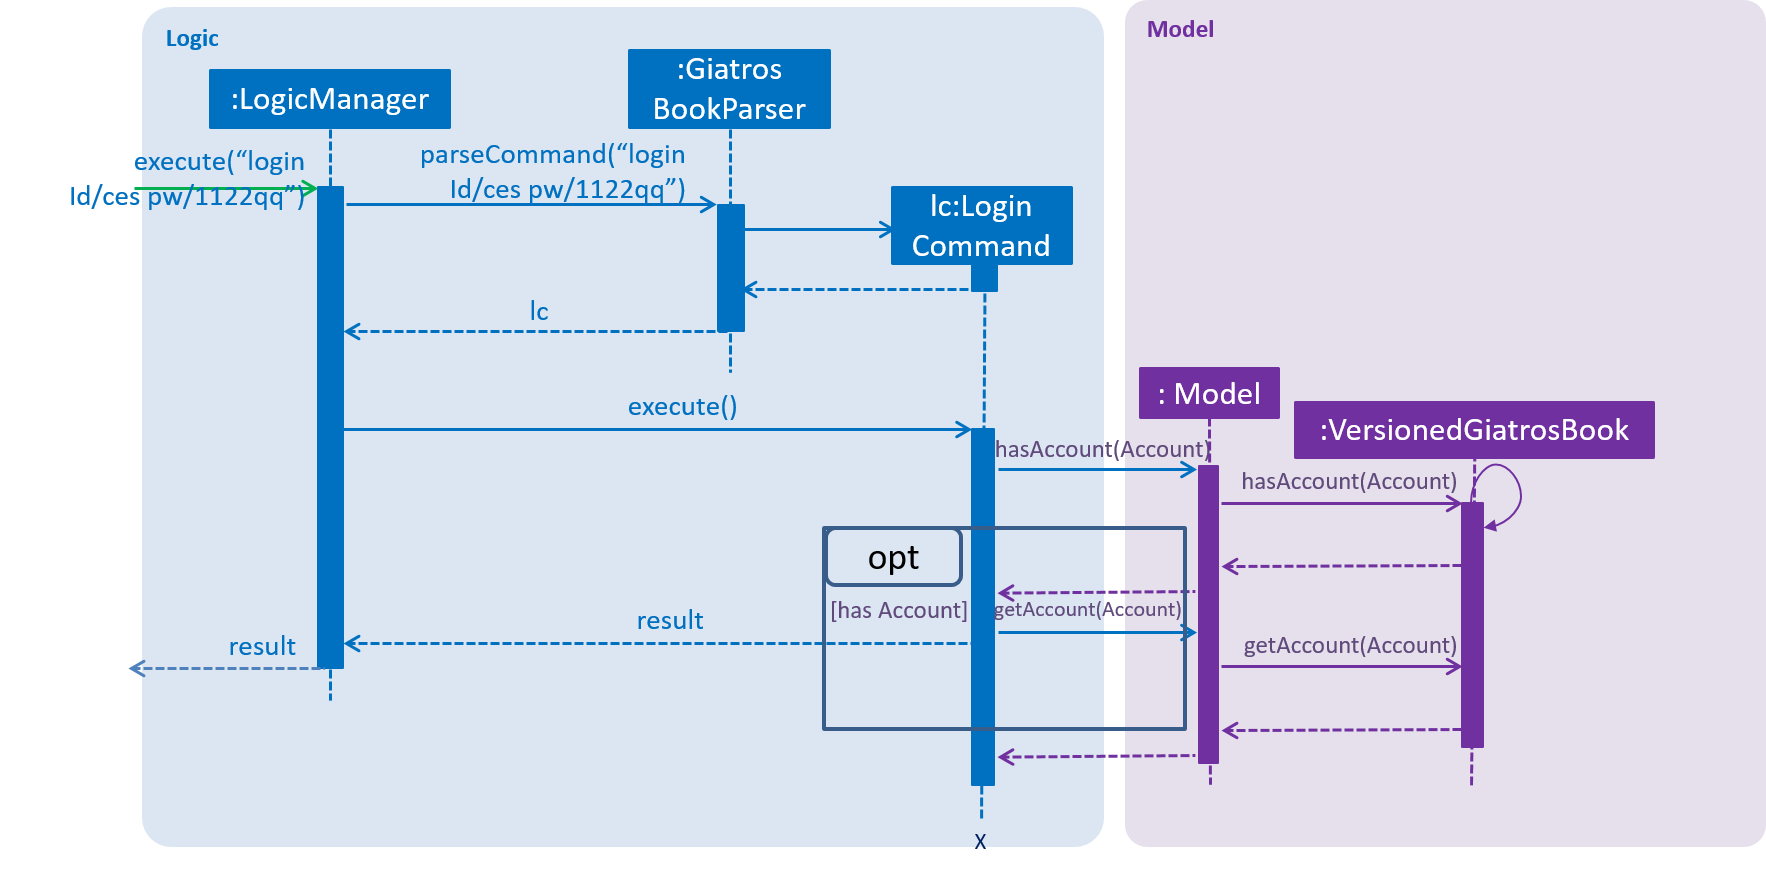 Logic
Model
:LogicManager
:Giatros
BookParser
execute(“login
Id/ces pw/1122qq”)
parseCommand(“login
Id/ces pw/1122qq”)
lc:Login
Command
lc
execute()
: Model
:VersionedGiatrosBook
hasAccount(Account)
hasAccount(Account)
opt
[has Account]
getAccount(Account)
result
result
getAccount(Account)
X